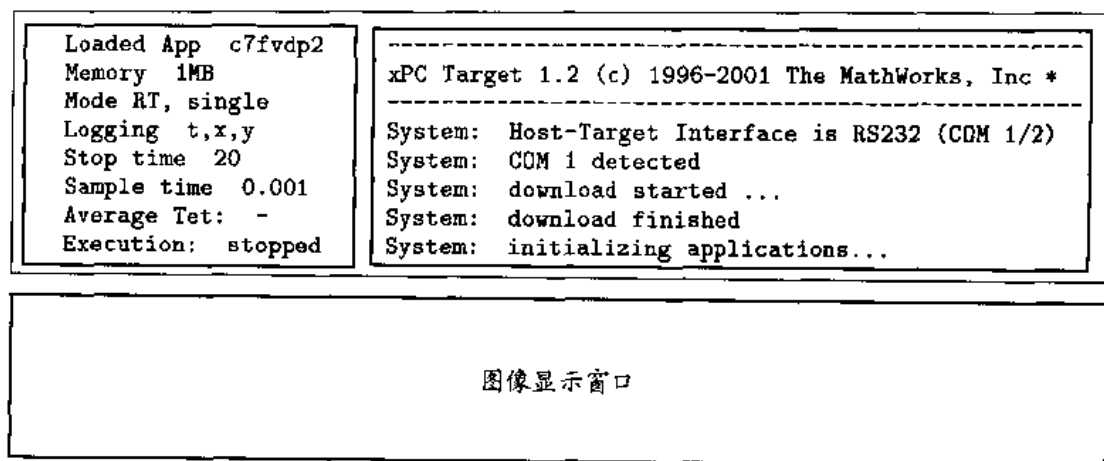 Loaded App c7fvdp2
Memory 1MB
Mode RT, single
Logging t,x,y
Stop time 20
Sample time 0.001
Average Tet: -
Execution: stopped
------------------------------------------------
xPC Target 1.2 (c) 1996-2001 The MathWorks, Inc *
------------------------------------------------
System: Host-Target Interface is RS232 (COM 1/2)
System: COM 1 detected
System: download started ...
System: download finished
System: initializing applications...
图像显示窗口